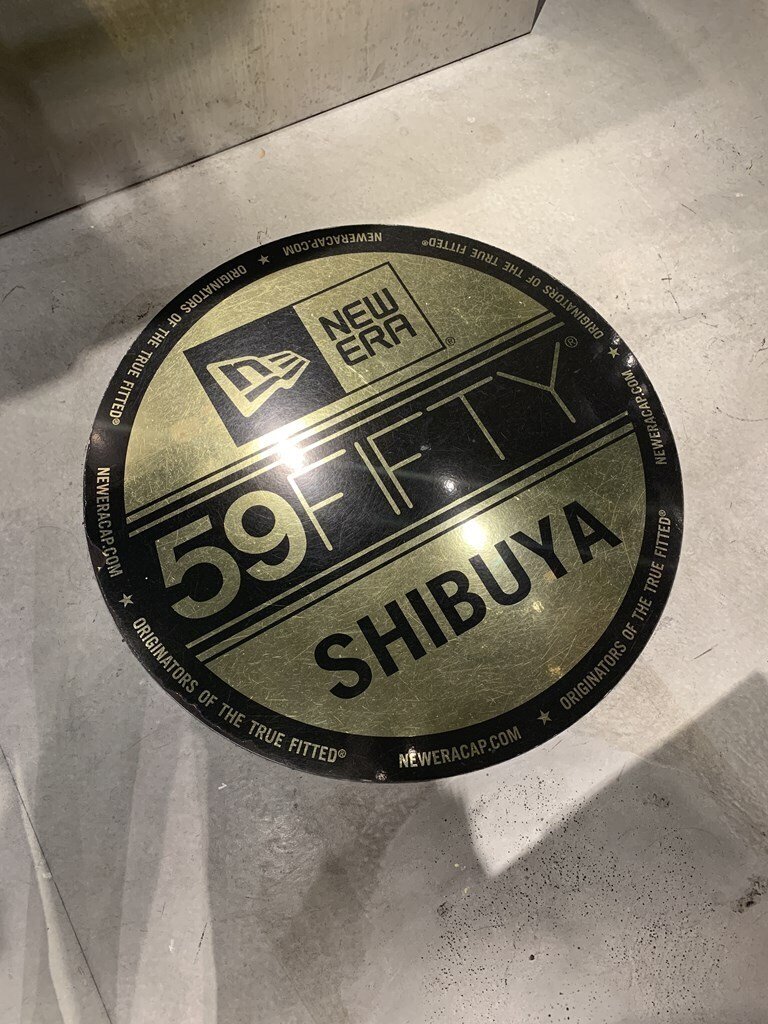 NEW
ERA®
59FIFTY®
SHIBUYA
NEWERACAP.COM
ORIGINATORS OF THE TRUE FITTED®
NEWERACAP.COM
ORIGINATORS OF THE TRUE FITTED®
NEWERACAP.COM
ORIGINATORS OF THE TRUE FITTED®
NEWERACAP.COM
ORIGINATORS OF THE TRUE FITTED®